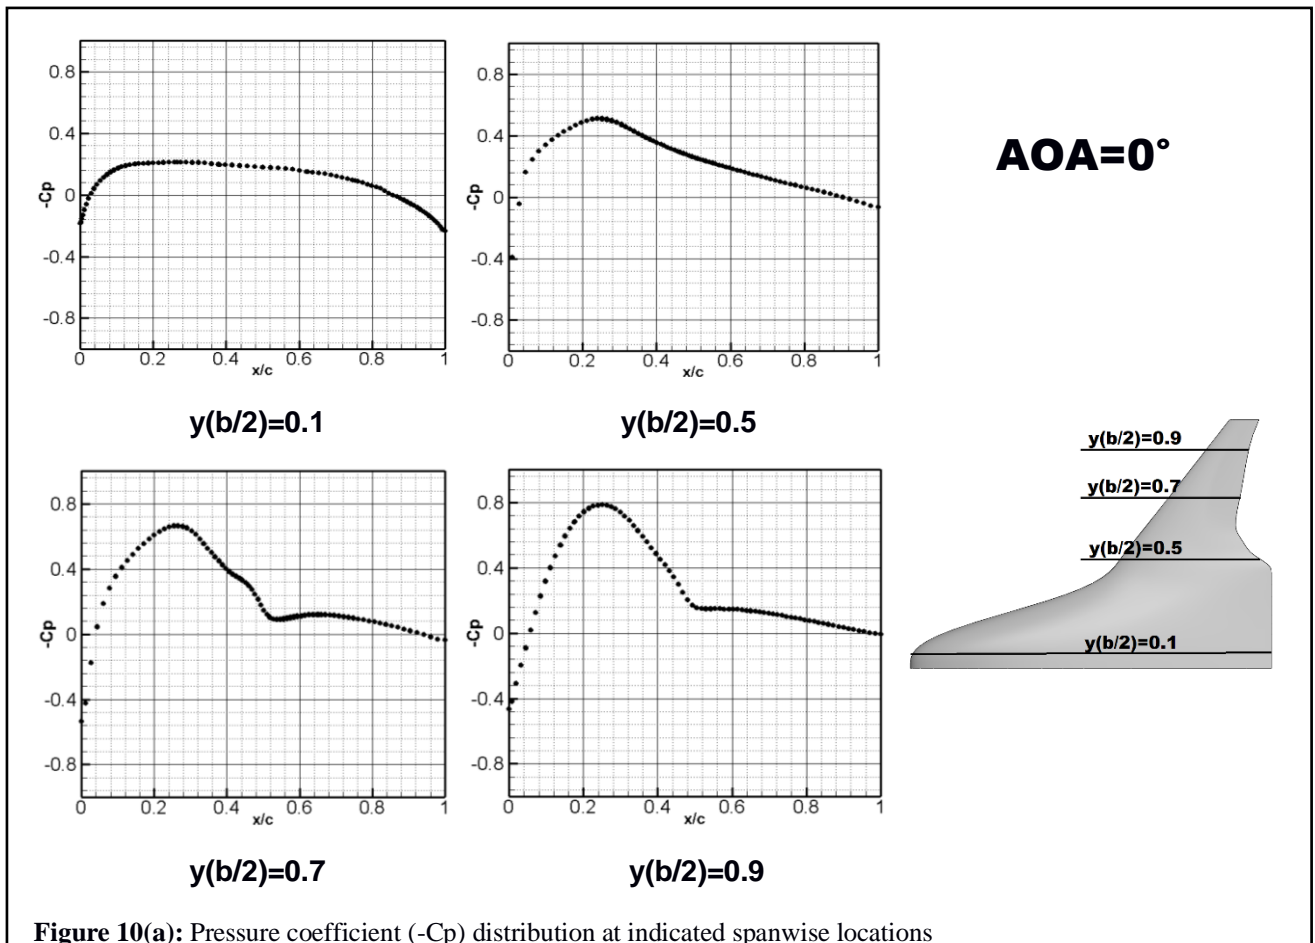 0.8
0.4
0
-0.4
-0.8
-Cp
0 0.2 0.4 0.6 0.8 1
x/c
y(b/2)=0.1
0.8
0.4
0
-0.4
-0.8
-Cp
0 0.2 0.4 0.6 0.8 1
x/c
y(b/2)=0.5
AOA=0°
0.8
0.4
0
-0.4
-0.8
-Cp
0 0.2 0.4 0.6 0.8 1
x/c
y(b/2)=0.7
0.8
0.4
0
-0.4
-0.8
-Cp
0 0.2 0.4 0.6 0.8 1
x/c
y(b/2)=0.9
y(b/2)=0.9
y(b/2)=0.7
y(b/2)=0.5
y(b/2)=0.1
Figure 10(a): Pressure coefficient (-Cp) distribution at indicated spanwise locations